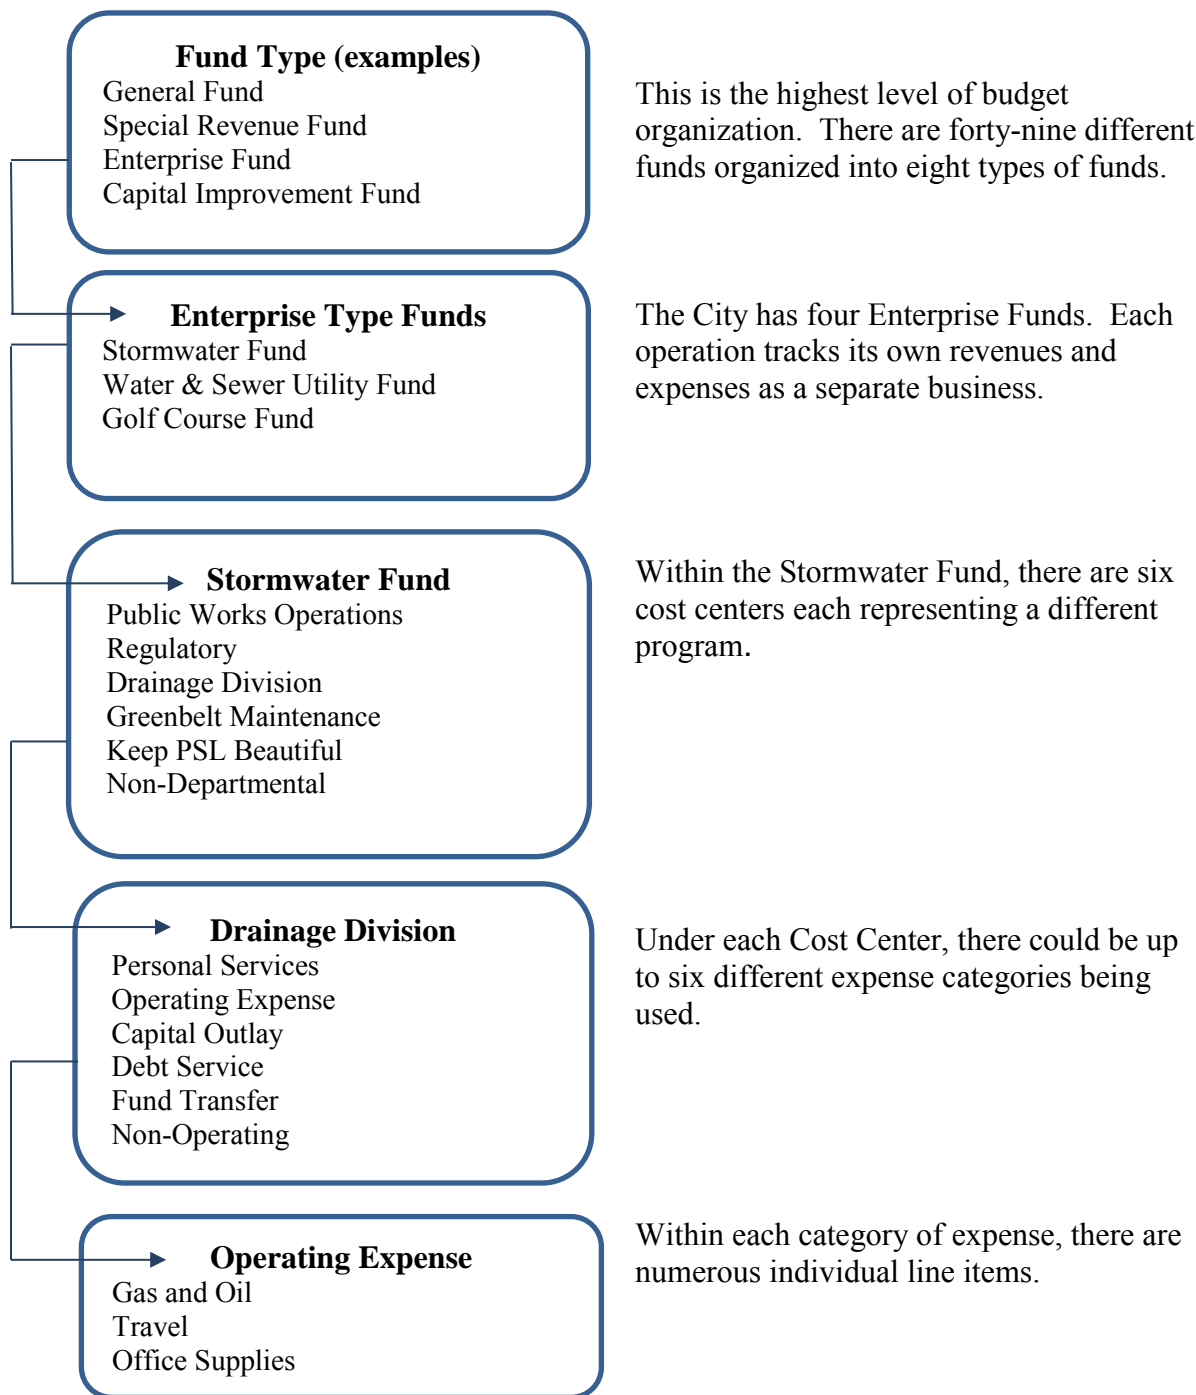 Fund Type (examples)
General Fund
Special Revenue Fund
Enterprise Fund
Capital Improvement Fund
This is the highest level of budget
organization.  There are forty-nine different
funds organized into eight types of funds.
Enterprise Type Funds
Stormwater Fund
Water & Sewer Utility Fund
Golf Course Fund
The City has four Enterprise Funds.  Each
operation tracks its own revenues and
expenses as a separate business.
Stormwater Fund
Public Works Operations
Regulatory
Drainage Division
Greenbelt Maintenance
Keep PSL Beautiful
Non-Departmental
Within the Stormwater Fund, there are six
cost centers each representing a different
program.
Drainage Division
Personal Services
Operating Expense
Capital Outlay
Debt Service
Fund Transfer
Non-Operating
Under each Cost Center, there could be up
to six different expense categories being
used.
Operating Expense
Gas and Oil
Travel
Office Supplies
Within each category of expense, there are
numerous individual line items.